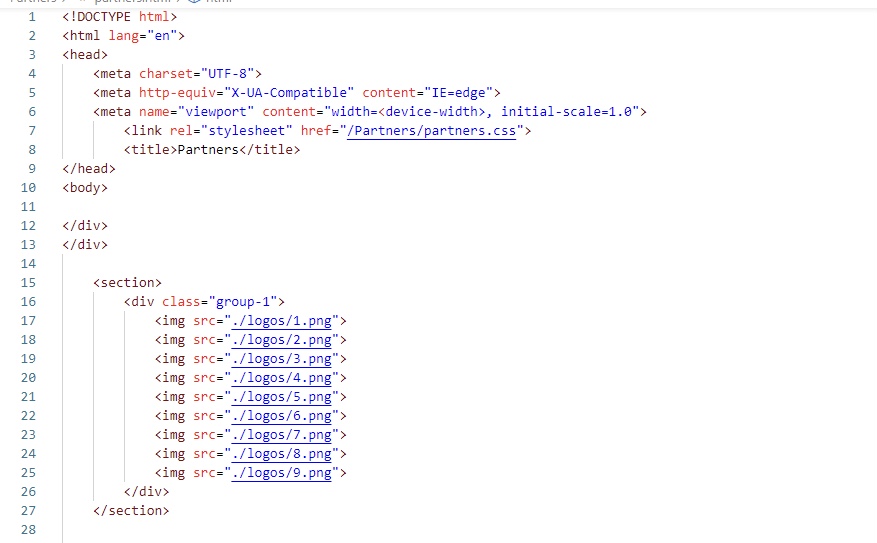 1 <!DOCTYPE html>
2 <html lang="en">
3 <head>
4 <meta charset="UTF-8">
5 <meta http-equiv="X-UA-Compatible" content="IE=edge">
6 <meta name="viewport" content="width=<device-width>, initial-scale=1.0">
7 <link rel="stylesheet" href="/Partners/partners.css">
8 <title>Partners</title>
9 </head>
10 <body>
11
12 </div>
13 </div>
14
15 <section>
16 <div class="group-1">
17 <img src="./logos/1.png">
18 <img src="./logos/2.png">
19 <img src="./logos/3.png">
20 <img src="./logos/4.png">
21 <img src="./logos/5.png">
22 <img src="./logos/6.png">
23 <img src="./logos/7.png">
24 <img src="./logos/8.png">
25 <img src="./logos/9.png">
26 </div>
27 </section>
28